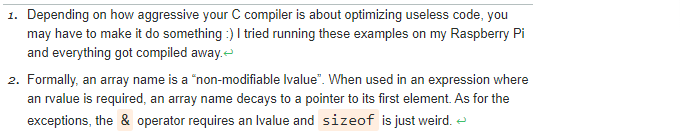 1. Depending on how aggressive your C compiler is about optimizing useless code, you
may have to make it do something :) I tried running these examples on my Raspberry Pi
and everything got compiled away.↩
2. Formally, an array name is a “non-modifiable lvalue”. When used in an expression where
an rvalue is required, an array name decays to a pointer to its first element. As for the
exceptions, the & operator requires an lvalue and sizeof is just weird. ↩